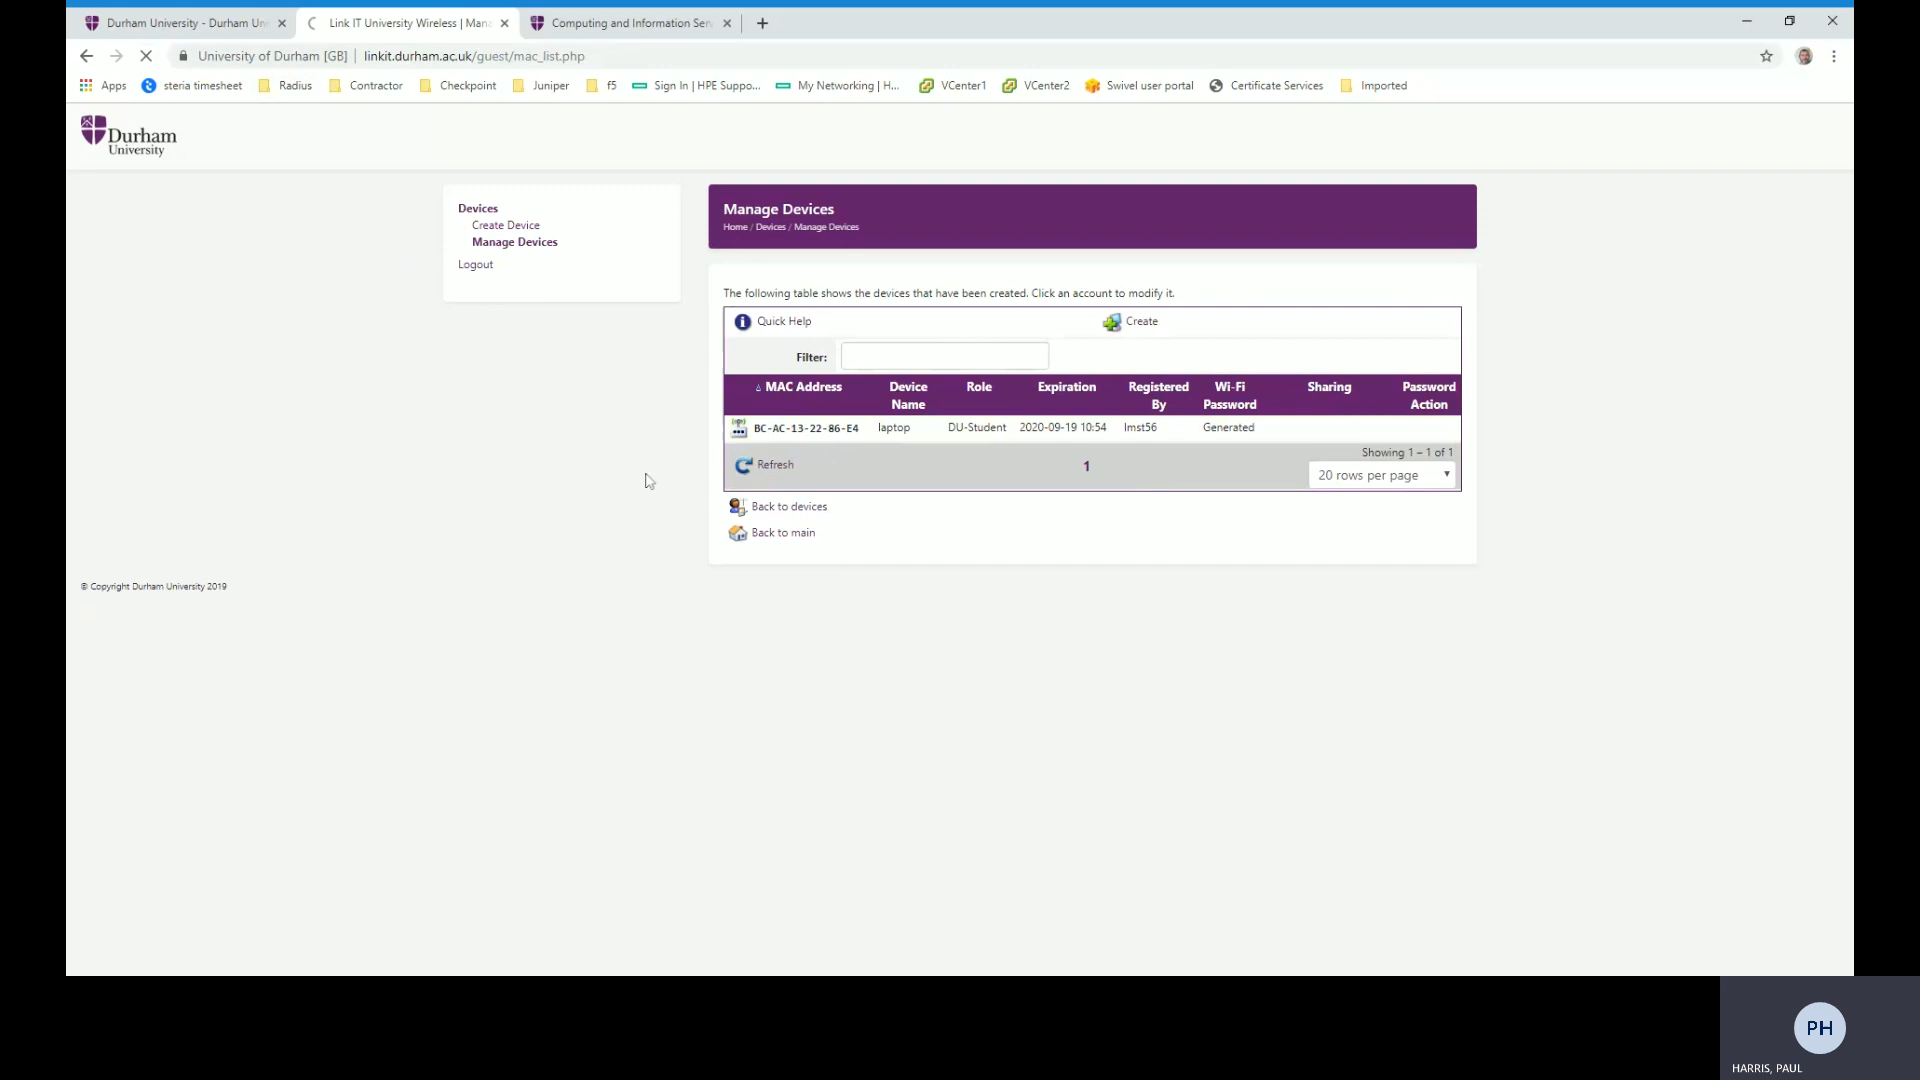 Durham University - Durham Un
Link IT University Wireless | Mana
Computing and Information Ser
University of Durham [GB] | linkit.durham.ac.uk/guest/mac_list.php
Apps steria timesheet Radius Contractor Checkpoint Juniper f5 Sign In | HPE Suppo... My Networking | H... VCenter1 VCenter2 Swivel user portal Certificate Services Imported
Durham
University
Devices
Create Device
Manage Devices
Logout
Manage Devices
Home / Devices / Manage Devices
The following table shows the devices that have been created. Click an account to modify it.
Quick Help Create
Filter:
MAC Address Device Name Role Expiration Registered By Wi-Fi Password Sharing Password Action
BC-AC-13-22-86-E4 laptop DU-Student 2020-09-19 10:54 lmst56 Generated
Refresh 1 Showing 1 – 1 of 1
20 rows per page
Back to devices
Back to main
© Copyright Durham University 2019
PH
HARRIS, PAUL